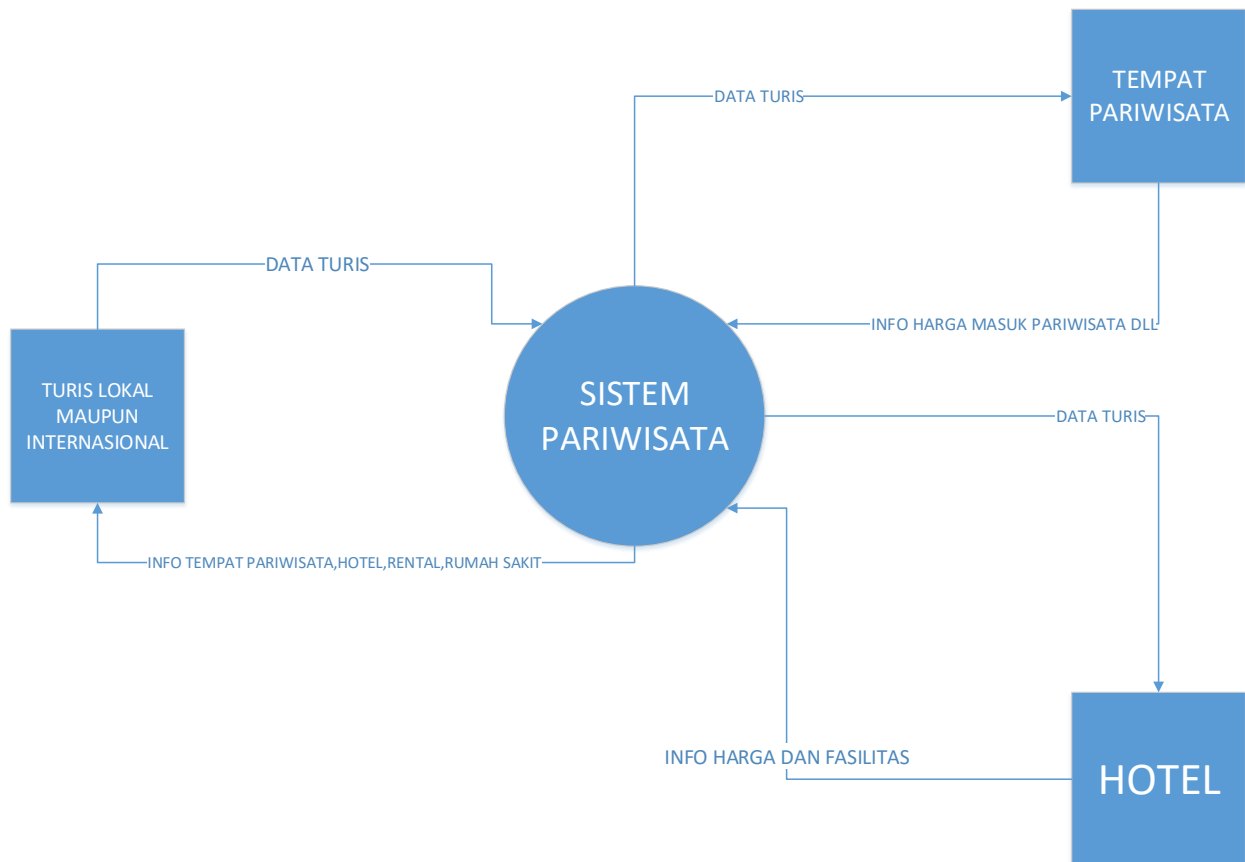 TEMPAT
PARIWISATA
DATA TURIS
DATA TURIS
INFO HARGA MASUK PARIWISATA DLL
TURIS LOKAL
MAUPUN
INTERNASIONAL
SISTEM
PARIWISATA
DATA TURIS
INFO TEMPAT PARIWISATA,HOTEL,RENTAL,RUMAH SAKIT
INFO HARGA DAN FASILITAS
HOTEL